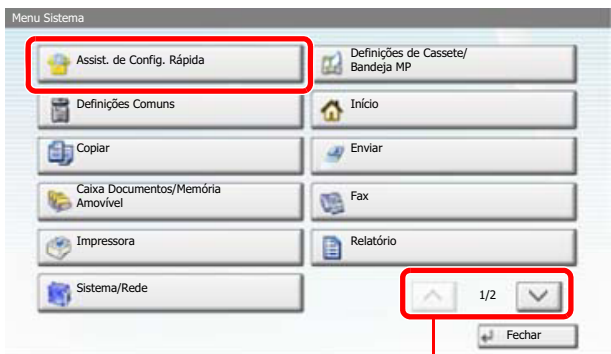 Menu Sistema
Assist. de Config. Rápida
Definições de Cassete/
Bandeja MP
Definições Comuns
Início
Copiar
Enviar
Caixa Documentos/Memória
Amovível
Fax
Impressora
Relatório
Sistema/Rede
1/2
Fechar